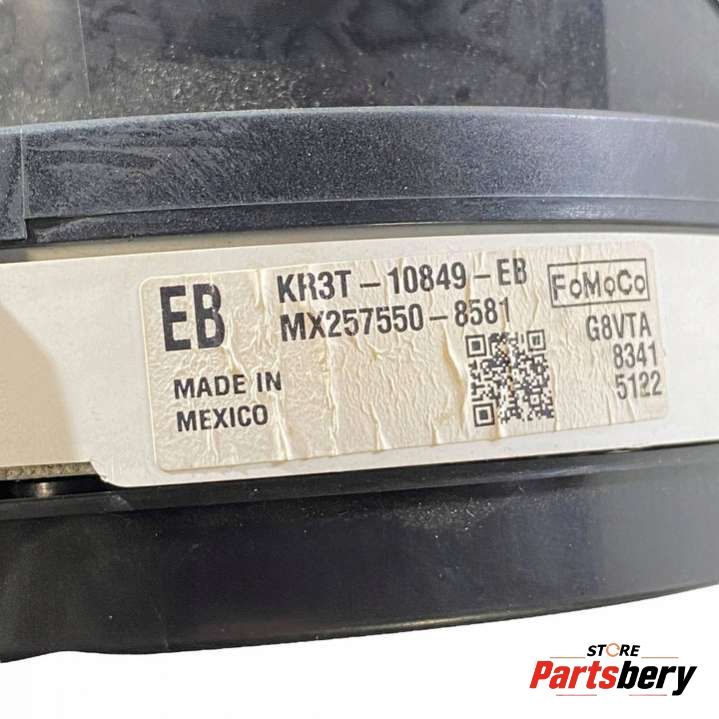 EB
KR3T-10849-EB
MX257550-8581
MADE IN
MEXICO
FoMoCo
G8VTA
8341
5122
STORE
Partsbery